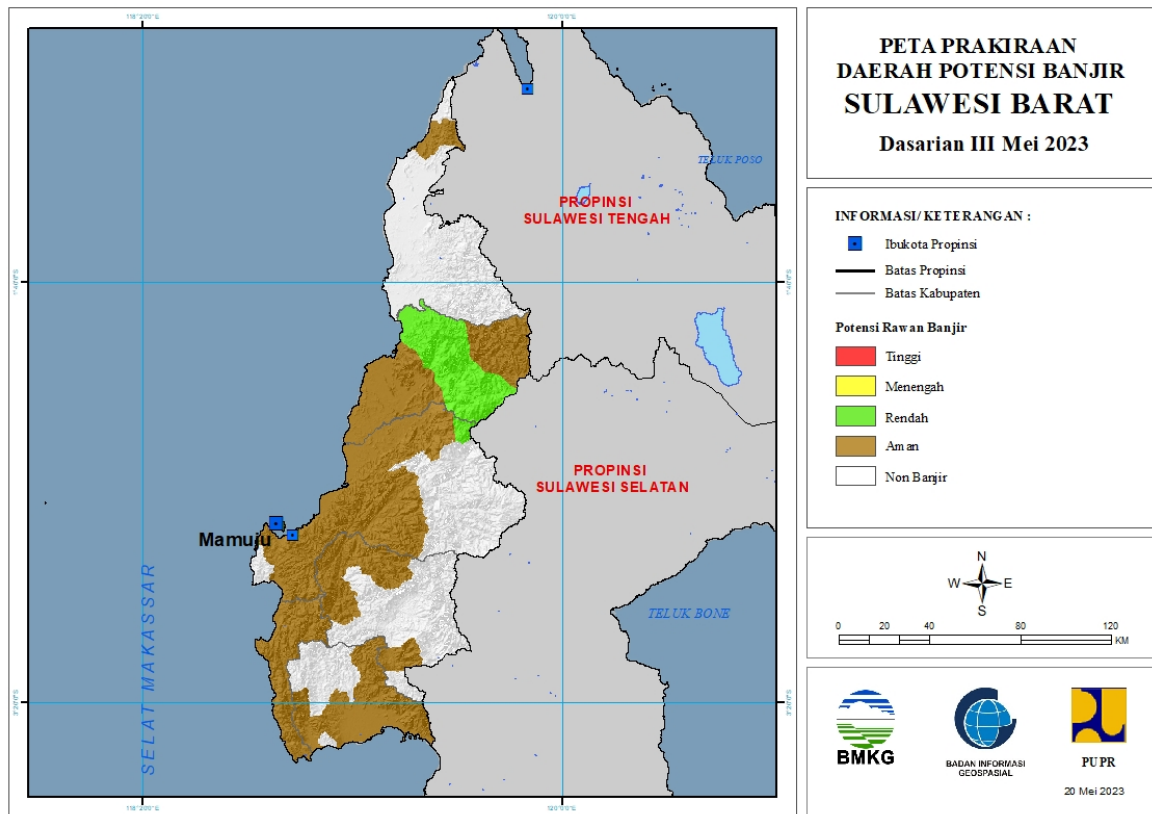 PETA PRAKIRAAN
DAERAH POTENSI BANJIR
SULAWESI BARAT
Dasarian III Mei 2023
INFORMASI/ KETERANGAN :
Ibukota Propinsi
Batas Propinsi
Batas Kabupaten
Potensi Rawan Banjir
Tinggi
Menengah
Rendah
Aman
Non Banjir
N
W E
S
0 20 40 80 120
KM
BMKG
BADAN INFORMASI
GEOSPASIAL
PUPR
20 Mei 2023
TELUK POSO
PROPINSI
SULAWESI TENGAH
PROPINSI
SULAWESI SELATAN
Mamuju
TELUK BONE
SELAT MAKASSAR